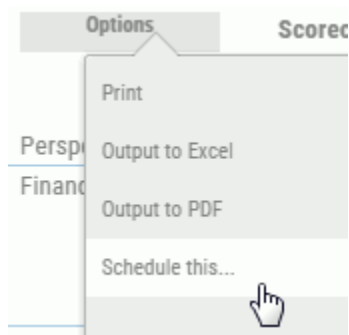 Options Scorec
Print
Perspe Output to Excel
Financ
Output to PDF
Schedule this...